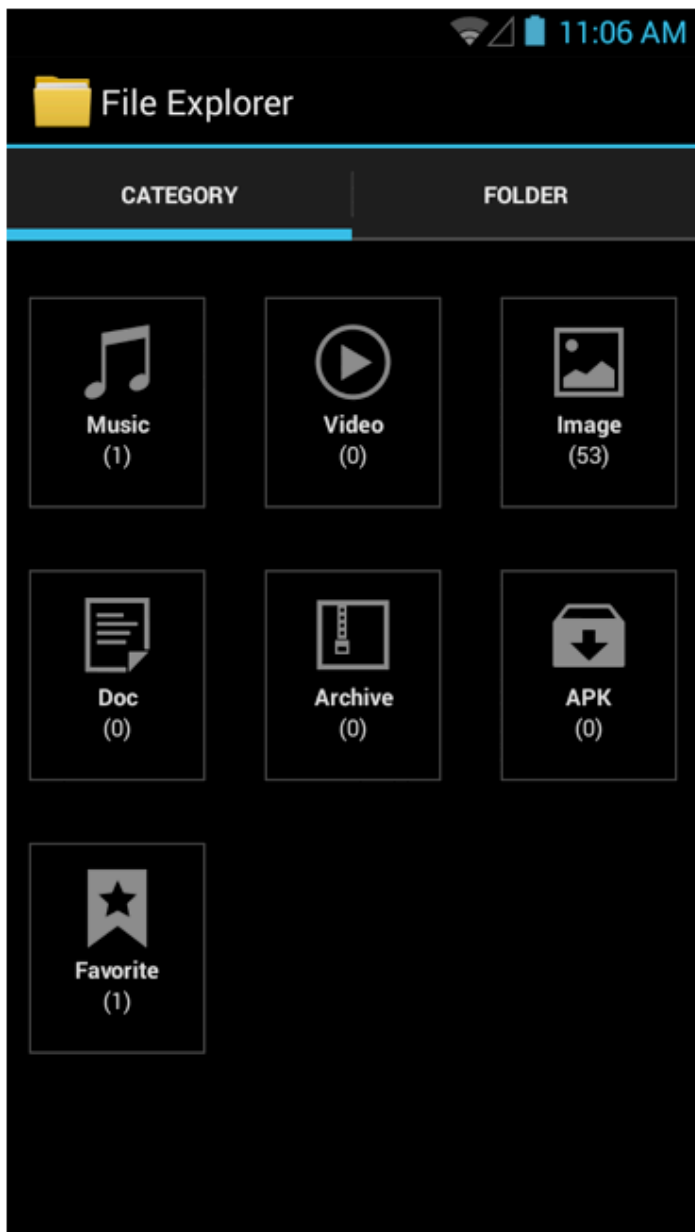 11:06 AM
File Explorer
CATEGORY FOLDER
Music Video Image
(1) (0) (53)
Doc Archive APK
(0) (0) (0)
Favorite
(1)